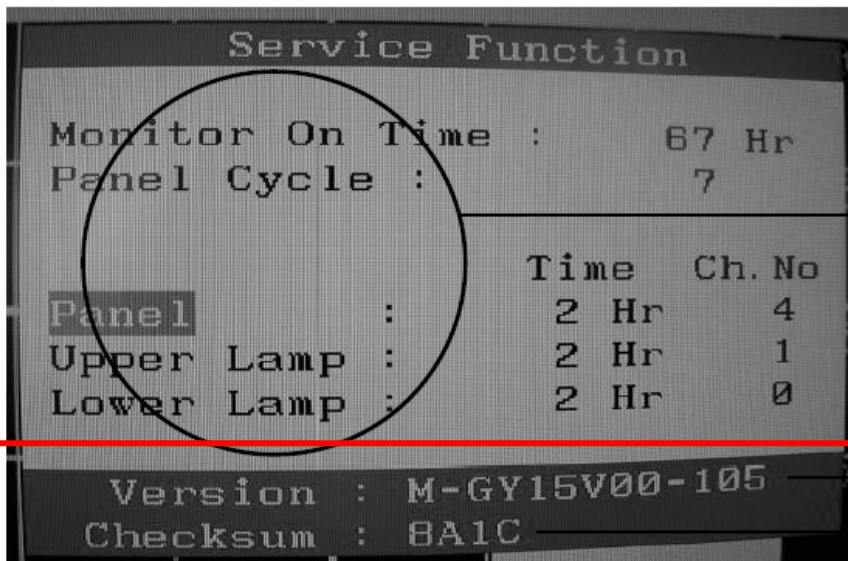 Service Function
Monitor On Time : 67 Hr
Panel Cycle : 7
Time Ch. No
Panel : 2 Hr 4
Upper Lamp : 2 Hr 1
Lower Lamp : 2 Hr 0
Version : M-GY15V00-105
Checksum : 8A1C